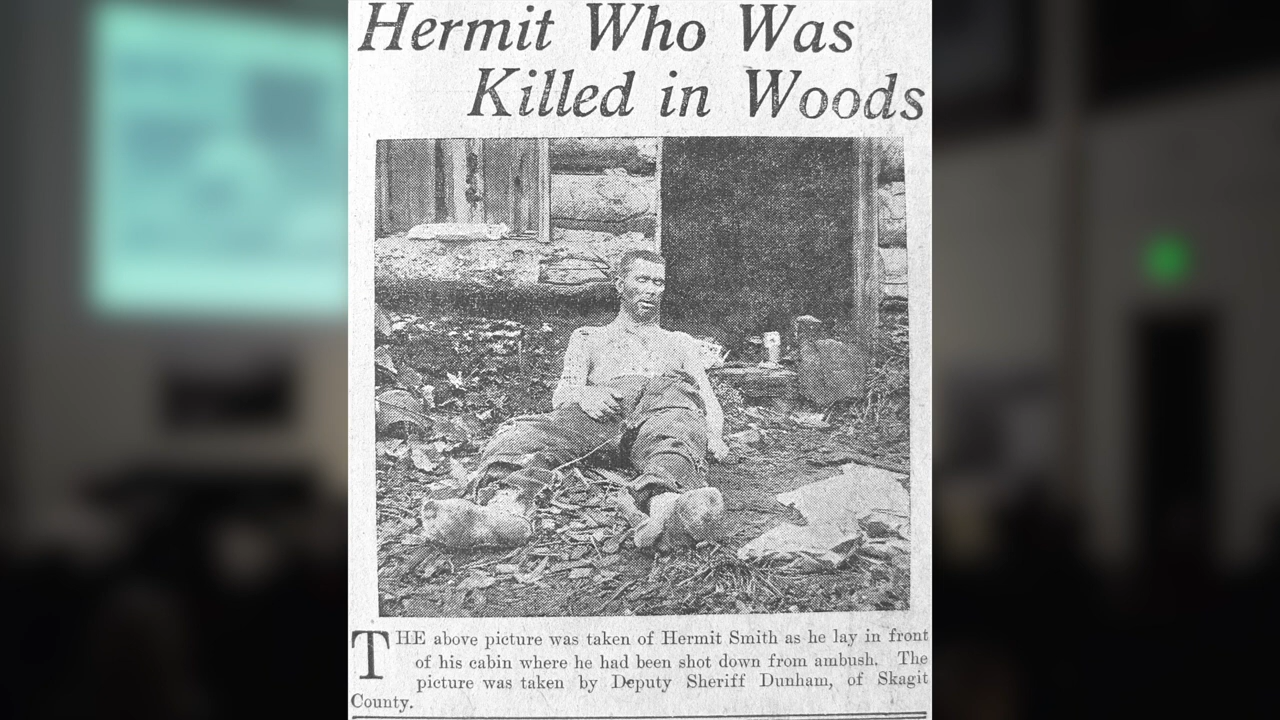 Hermit Who Was
Killed in Woods
THE above picture was taken of Hermit Smith as he lay in front
of his cabin where he had been shot down from ambush. The
picture was taken by Deputy Sheriff Dunham, of Skagit
County.